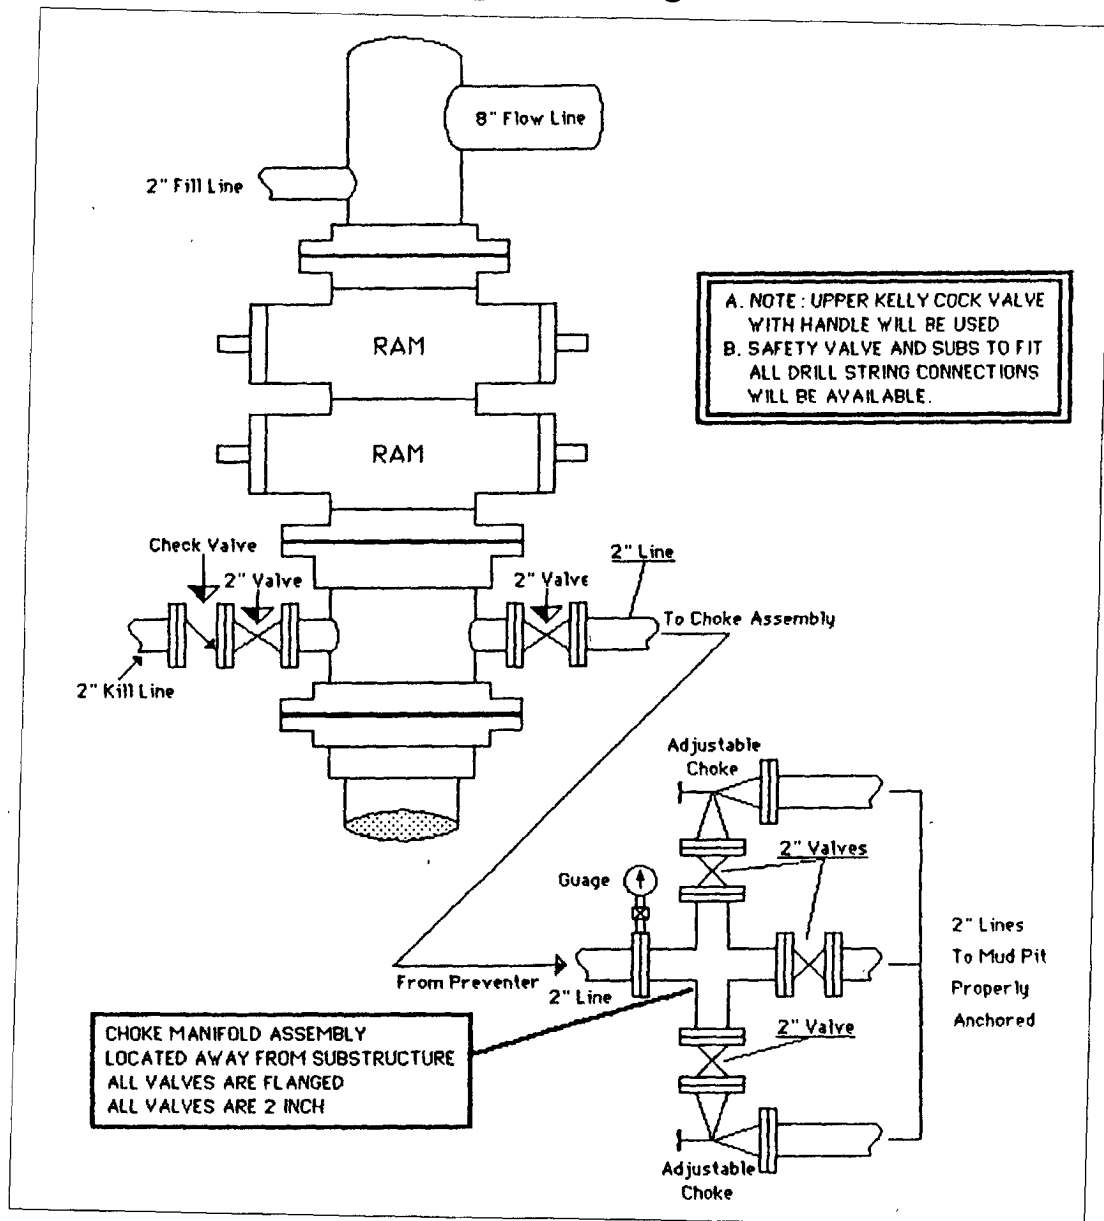 8" Flow Line
2" Fill Line
A. NOTE : UPPER KELLY COCK VALVE
WITH HANDLE WILL BE USED
B. SAFETY VALVE AND SUBS TO FIT
ALL DRILL STRING CONNECTIONS
WILL BE AVAILABLE.
RAM
RAM
Check Valve
2" Valve
2" Valve
2" Line
To Choke Assembly
2" Kill Line
Adjustable
Choke
2" Valves
Guage
2" Lines
To Mud Pit
Properly
Anchored
From Preventer
2" Line
CHOKE MANIFOLD ASSEMBLY
LOCATED AWAY FROM SUBSTRUCTURE
ALL VALVES ARE FLANGED
ALL VALVES ARE 2 INCH
2" Valve
Adjustable
Choke